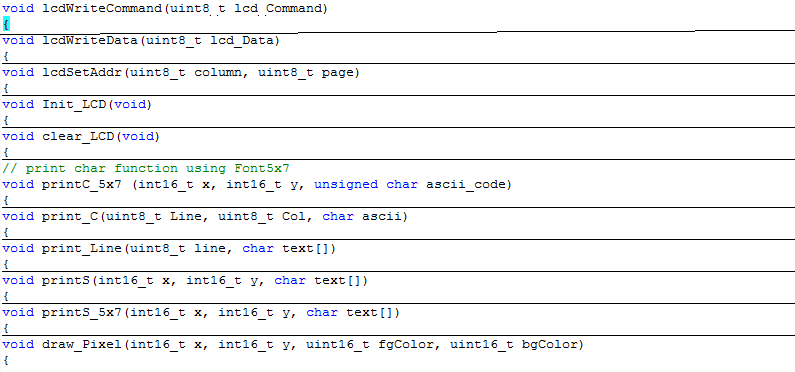 void lcdWriteCommand(uint8_t lcd_Command)
{
void lcdWriteData(uint8_t lcd_Data)
{
void lcdSetAddr(uint8_t column, uint8_t page)
{
void Init_LCD(void)
{
void clear_LCD(void)
{
// print char function using Font5x7
void printC_5x7 (int16_t x, int16_t y, unsigned char ascii_code)
{
void print_C(uint8_t Line, uint8_t Col, char ascii)
{
void print_Line(uint8_t line, char text[])
{
void printS(int16_t x, int16_t y, char text[])
{
void printS_5x7(int16_t x, int16_t y, char text[])
{
void draw_Pixel(int16_t x, int16_t y, uint16_t fgColor, uint16_t bgColor)
{